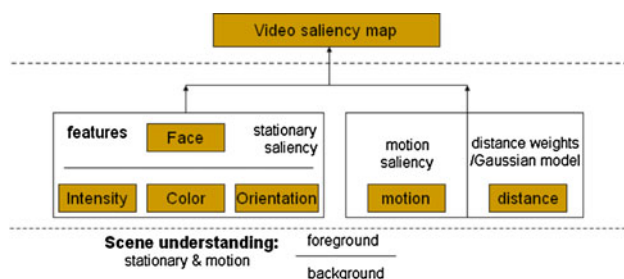 Video saliency map
features
Face
stationary
saliency
Intensity
Color
Orientation
motion
saliency
motion
distance weights
/Gaussian model
distance
Scene understanding:
stationary & motion
foreground
background